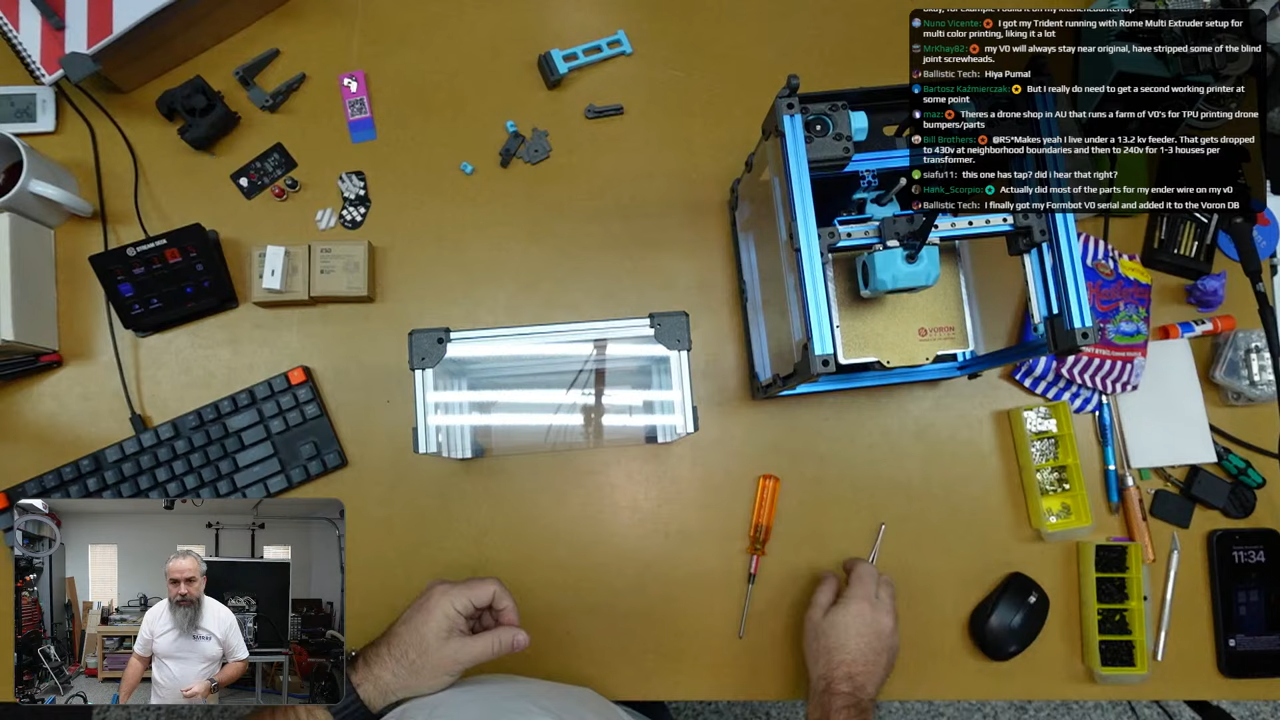 Nuno Vicente: I got my Trident running with Rome Multi Extruder setup for
multi color printing, liking it a lot
MrKhay82: my V0 will always stay near original, have stripped some of the blind
joint screwheads.
Ballistic Tech: Hiya Puma!
Bartosz Kaźmierczak: But I really do need to get a second working printer at
some point
maz: Theres a drone shop in AU that runs a farm of V0's for TPU printing drone
bumpers/parts
Bill Brothers: @RS*Makes yeah I live under a 13.2 kv feeder. That gets dropped
to 430v at neighborhood boundaries and then to 240v for 1-3 houses per
transformer.
siafu11: this one has tap? did i hear that right?
Hank_Scorpio: Actually did most of the parts for my ender wire on my v0
Ballistic Tech: I finally got my Formbot V0 serial and added it to the Voron DB
STREAM DECK
VORON
11:34